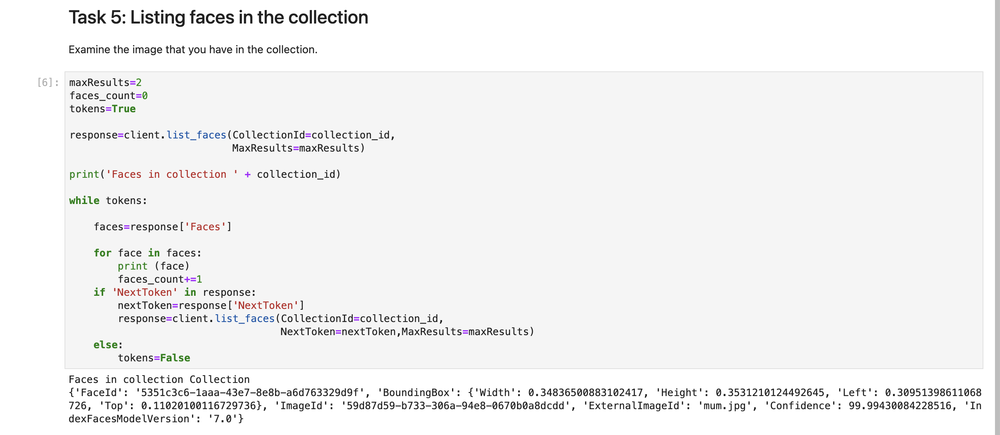 Task 5: Listing faces in the collection
Examine the image that you have in the collection.
[6]:
maxResults=2
faces_count=0
tokens=True
response=client.list_faces(CollectionId=collection_id,
                           MaxResults=maxResults)
print('Faces in collection ' + collection_id)
while tokens:
    faces=response['Faces']
    for face in faces:
        print (face)
        faces_count+=1
    if 'NextToken' in response:
        nextToken=response['NextToken']
        response=client.list_faces(CollectionId=collection_id,
                                   NextToken=nextToken,MaxResults=maxResults)
    else:
        tokens=False
Faces in collection Collection
{'FaceId': '5351c3c6-1aaa-43e7-8e8b-a6d763329d9f', 'BoundingBox': {'Width': 0.34836500883102417, 'Height': 0.3531210124492645, 'Left': 0.30951398611068
726, 'Top': 0.11020100116729736}, 'ImageId': '59d87d59-b733-306a-94e8-0670b0a8dcdd', 'ExternalImageId': 'mum.jpg', 'Confidence': 99.99430084228516, 'In
dexFacesModelVersion': '7.0'}